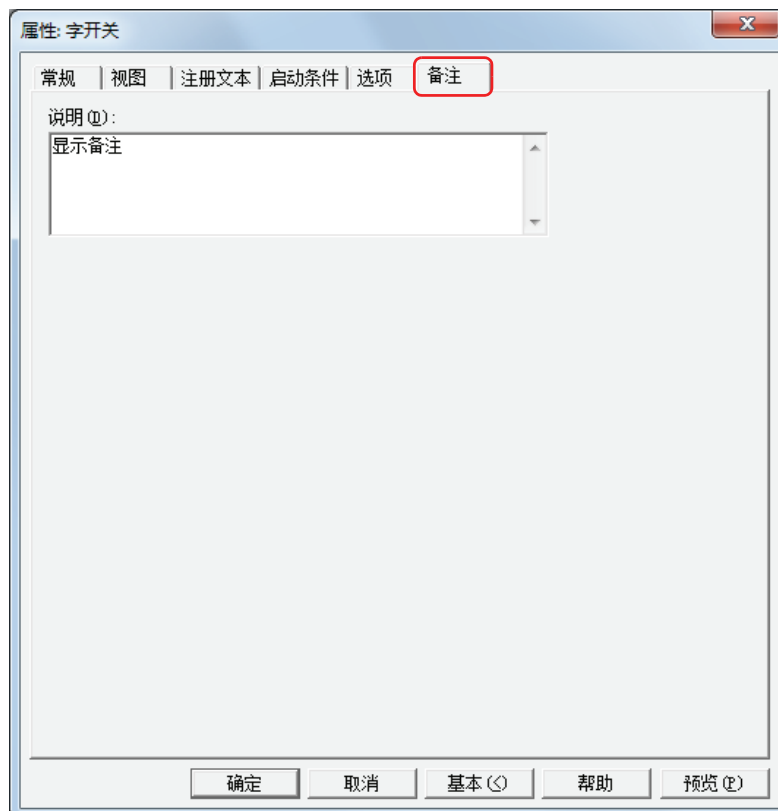 属性: 字开关
常规 视图 注册文本 启动条件 选项 备注
说明(D):
显示备注
确定 取消 基本(<) 帮助 预览(P)